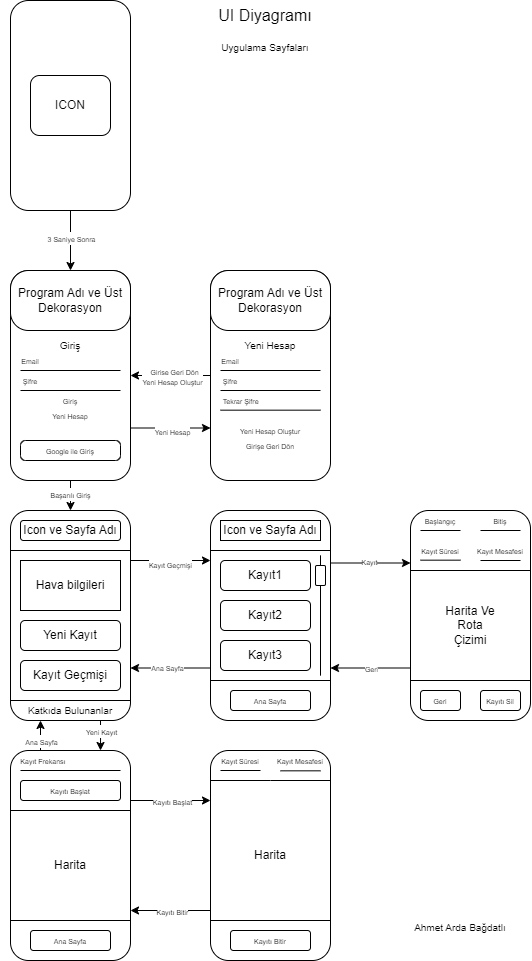 UI Diyagramı
Uygulama Sayfaları
ICON
3 Saniye Sonra
Program Adı ve Üst
Dekorasyon
Giriş
Email
Şifre
Giriş
Yeni Hesap
Google ile Giriş
Girise Geri Dön
Yeni Hesap Oluştur
Yeni Hesap
Program Adı ve Üst
Dekorasyon
Yeni Hesap
Email
Şifre
Tekrar Şifre
Yeni Hesap Oluştur
Girişe Geri Dön
Başarılı Giriş
Icon ve Sayfa Adı
Hava bilgileri
Yeni Kayıt
Kayıt Geçmişi
Katkıda Bulunanlar
Kayıt Geçmişi
Ana Sayfa
Icon ve Sayfa Adı
Kayıt1
Kayıt2
Kayıt3
Ana Sayfa
Kayıt
Geri
Başlangıç
Bitiş
Kayıt Süresi
Kayıt Mesafesi
Harita Ve
Rota
Çizimi
Geri
Kayıtı Sil
Yeni Kayıt
Ana Sayfa
Kayıt Frekansı
Kayıtı Başlat
Harita
Ana Sayfa
Kayıtı Başlat
Kayıtı Bitir
Kayıt Süresi
Kayıt Mesafesi
Harita
Kayıtı Bitir
Ahmet Arda Bağdatlı